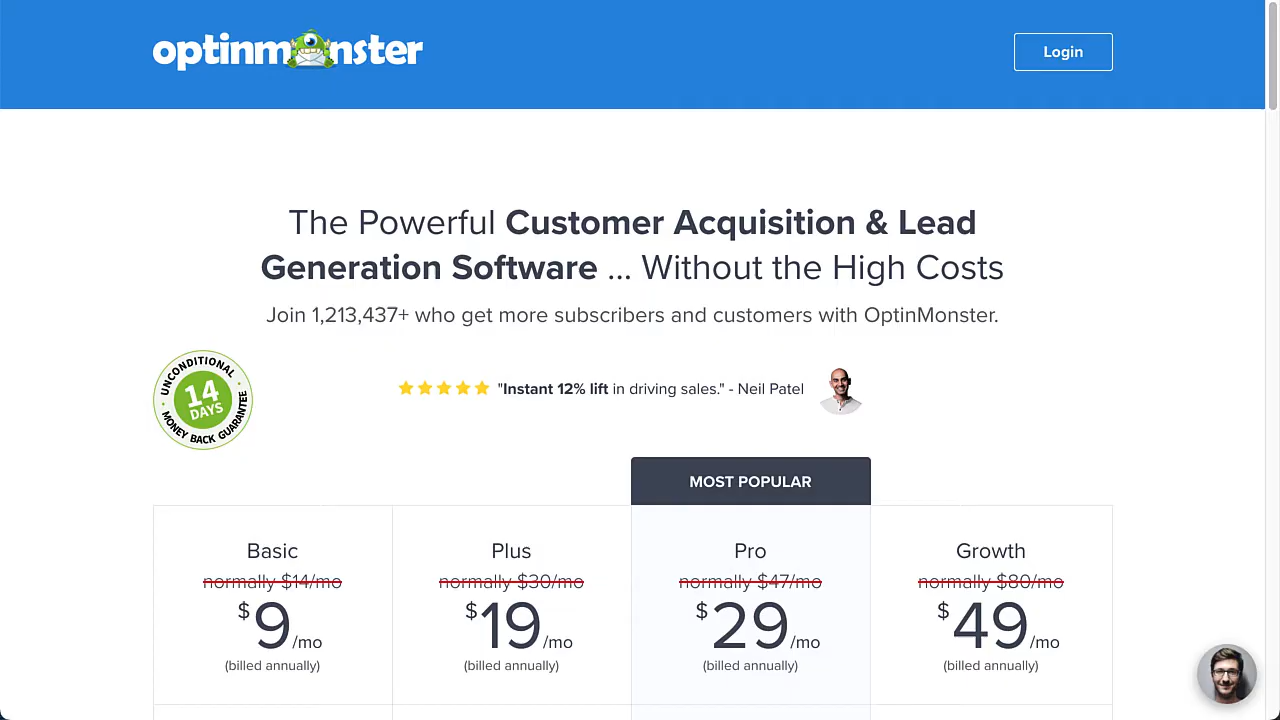 optinmonster
Login
The Powerful Customer Acquisition & Lead
Generation Software ... Without the High Costs
Join 1,213,437+ who get more subscribers and customers with OptinMonster.
UNCONDITIONAL
14
DAYS
MONEY BACK GUARANTEE
"Instant 12% lift in driving sales." - Neil Patel
MOST POPULAR
Basic
normally $14/mo
$9/mo
(billed annually)
Plus
normally $30/mo
$19/mo
(billed annually)
Pro
normally $47/mo
$29/mo
(billed annually)
Growth
normally $80/mo
$49/mo
(billed annually)